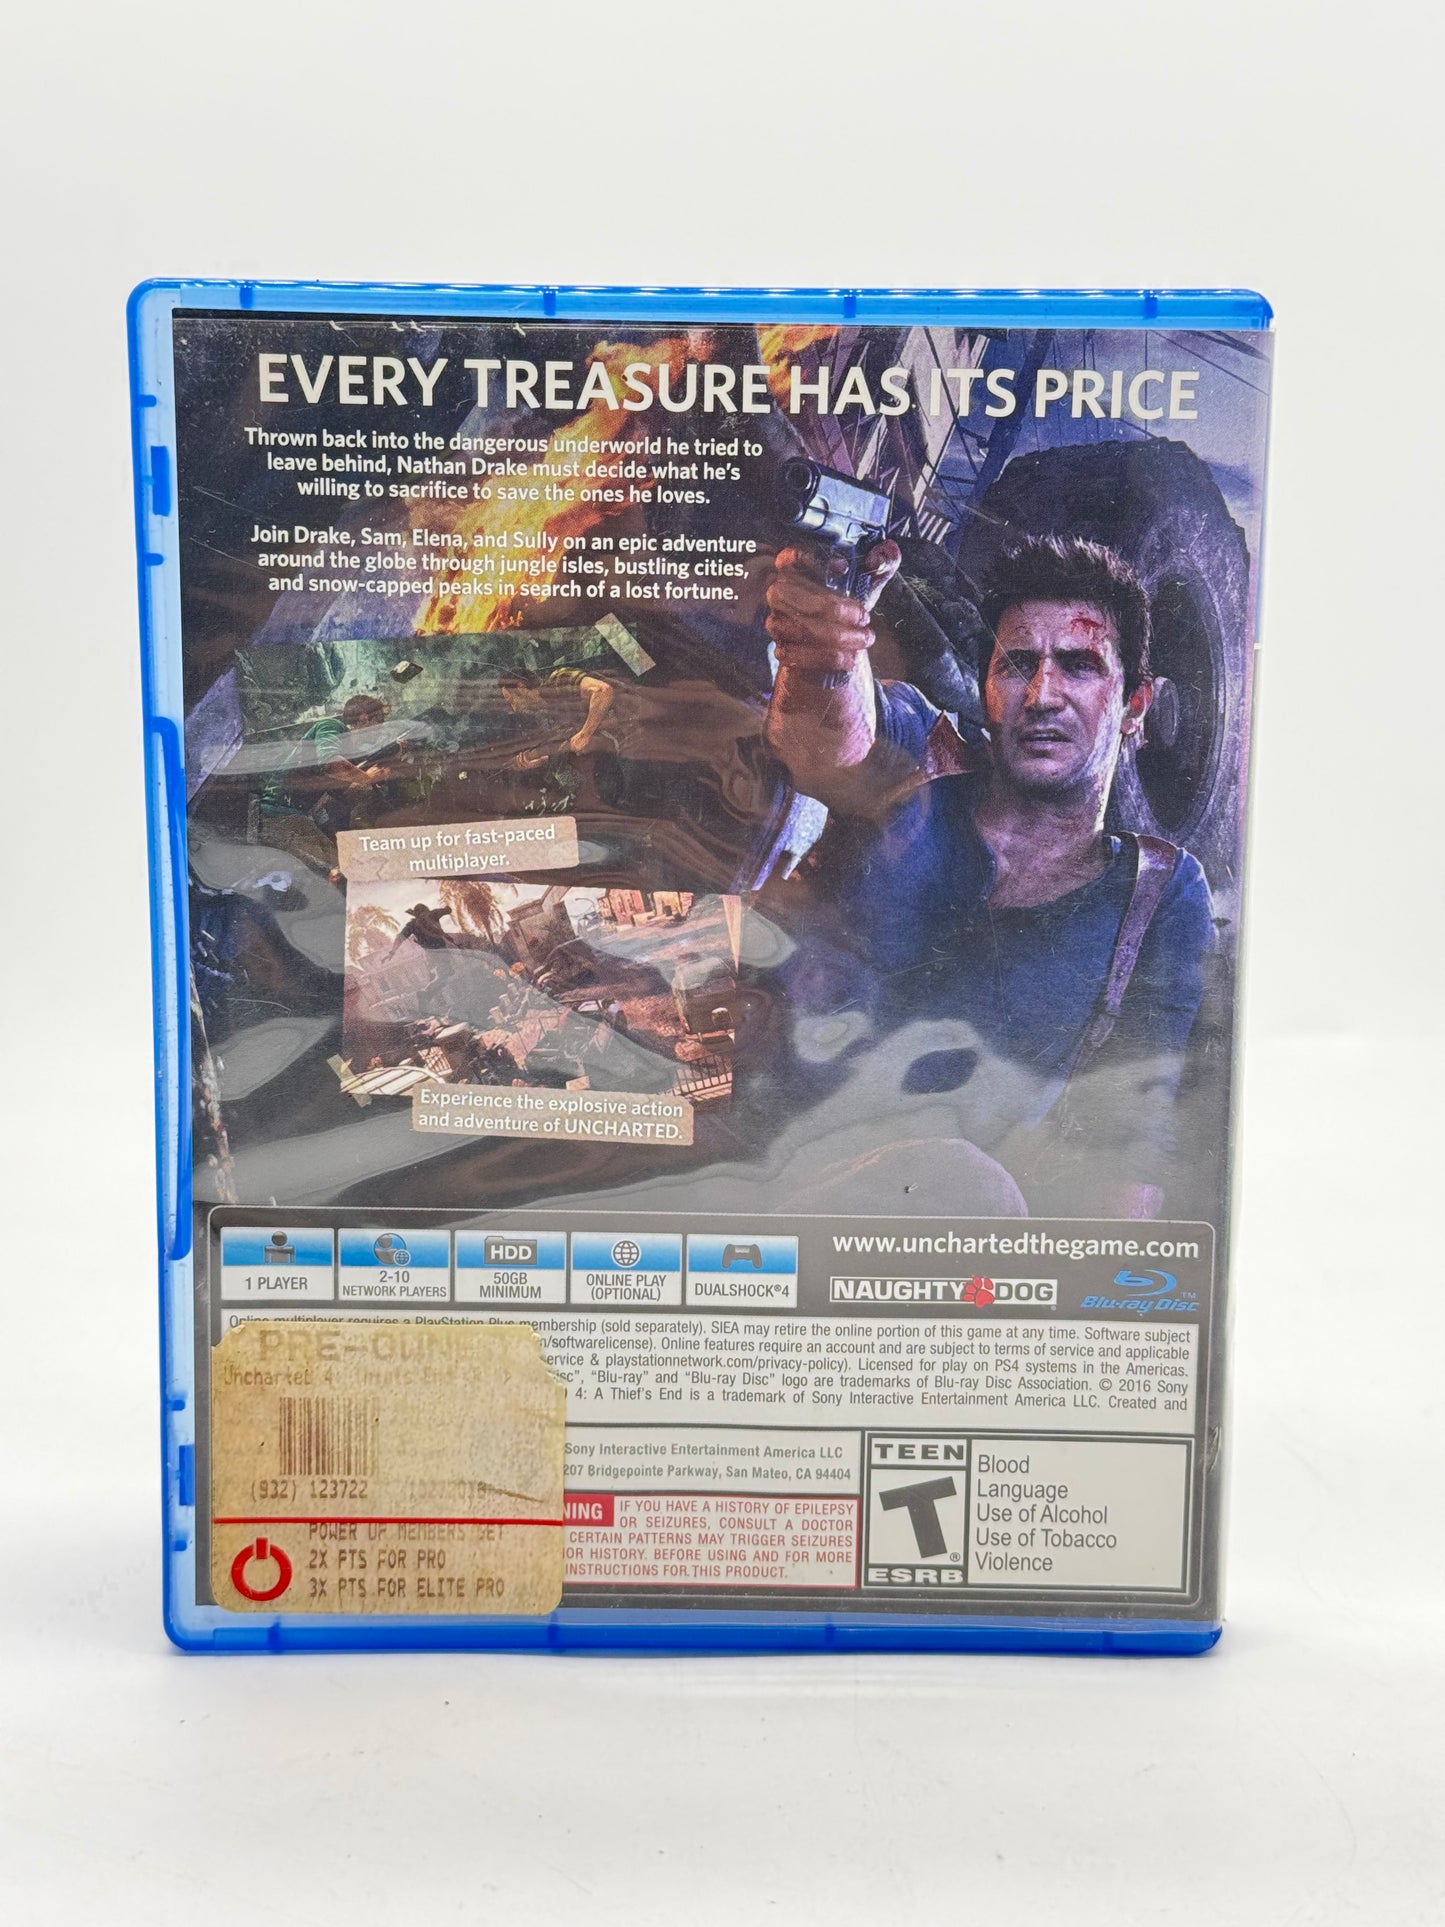 EVERY TREASURE HAS ITS PRICE
Thrown back into the dangerous underworld he tried to
leave behind, Nathan Drake must decide what he's
willing to sacrifice to save the ones he loves.
Join Drake, Sam, Elena, and Sully on an epic adventure
around the globe through jungle isles, bustling cities,
and snow-capped peaks in search of a lost fortune.
Team up for fast-paced
multiplayer.
Experience the explosive action
and adventure of UNCHARTED.
1 PLAYER
2-10
NETWORK PLAYERS
HDD
50GB
MINIMUM
ONLINE PLAY
(OPTIONAL)
DUALSHOCK®4
www.unchartedthegame.com
NAUGHTY DOG
Blu-ray Disc™
Online multiplayer requires a PlayStation Plus membership (sold separately). SIEA may retire the online portion of this game at any time. Software subject
/softwarelicense). Online features require an account and are subject to terms of service and applicable
& playstationnetwork.com/privacy-policy). Licensed for play on PS4 systems in the Americas.
"Blu-ray" and "Blu-ray Disc" logo are trademarks of Blu-ray Disc Association. © 2016 Sony
4: A Thief's End is a trademark of Sony Interactive Entertainment America LLC. Created and
PRE-
Uncharted 4:
(932) 123722
POWER UP MEMBERS GET
2X PTS FOR PRO
3X PTS FOR ELITE PRO
Sony Interactive Entertainment America LLC
Bridgepointe Parkway, San Mateo, CA 94404
IF YOU HAVE A HISTORY OF EPILEPSY
OR SEIZURES, CONSULT A DOCTOR
CERTAIN PATTERNS MAY TRIGGER SEIZURES
OR HISTORY. BEFORE USING AND FOR MORE
INSTRUCTIONS FOR THIS PRODUCT.
TEEN
T
®
ESRB
Blood
Language
Use of Alcohol
Use of Tobacco
Violence